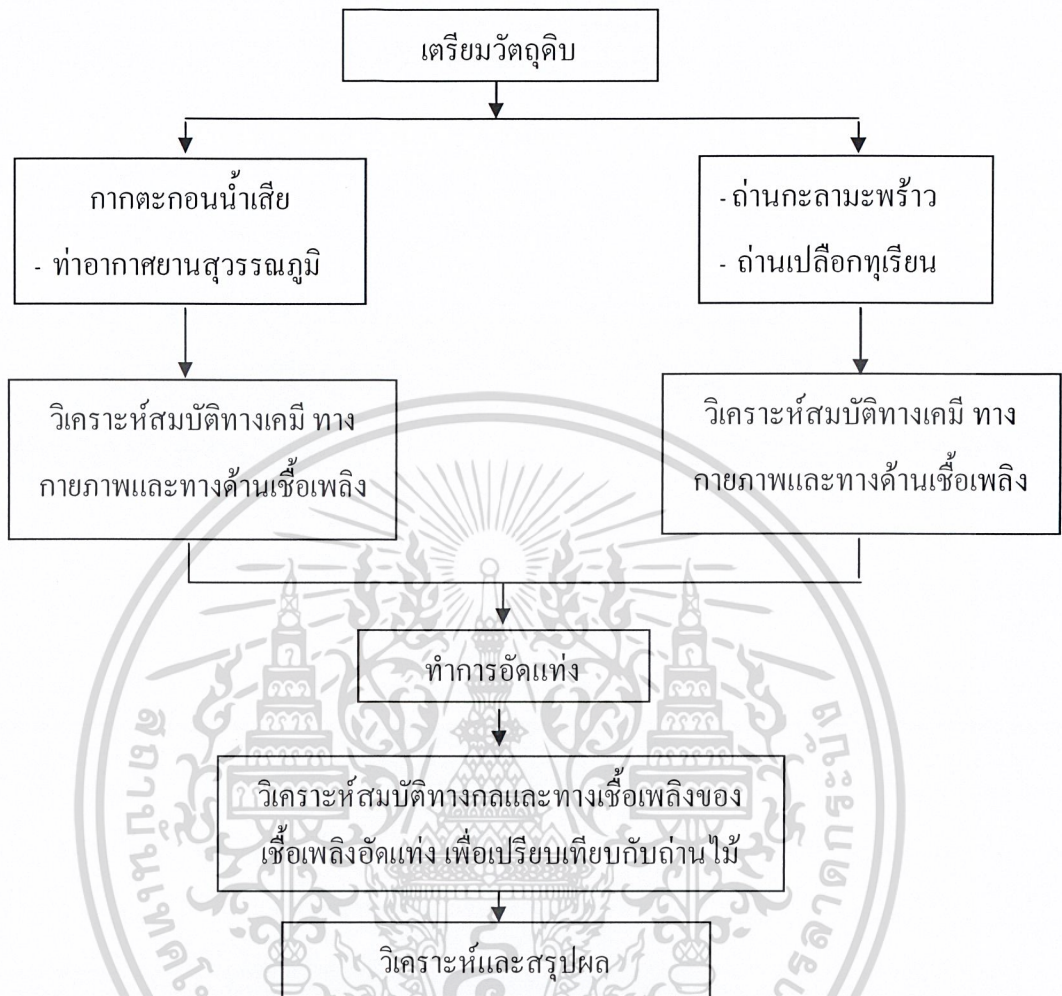 เตรียมวัตถุดิบ
กากตะกอนน้ำเสีย
- ท่าอากาศยานสุวรรณภูมิ
- ถ่านกะลามะพร้าว
- ถ่านเปลือกทุเรียน
วิเคราะห์สมบัติทางเคมี ทาง
กายภาพและทางด้านเชื้อเพลิง
วิเคราะห์สมบัติทางเคมี ทาง
กายภาพและทางด้านเชื้อเพลิง
ทำการอัดแท่ง
วิเคราะห์สมบัติทางกลและทางเชื้อเพลิงของ
เชื้อเพลิงอัดแท่ง เพื่อเปรียบเทียบกับถ่านไม้
วิเคราะห์และสรุปผล